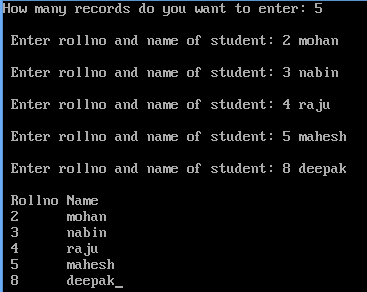 How many records do you want to enter: 5
Enter rollno and name of student: 2 mohan
Enter rollno and name of student: 3 nabin
Enter rollno and name of student: 4 raju
Enter rollno and name of student: 5 mahesh
Enter rollno and name of student: 8 deepak
Rollno Name
2 mohan
3 nabin
4 raju
5 mahesh
8 deepak_